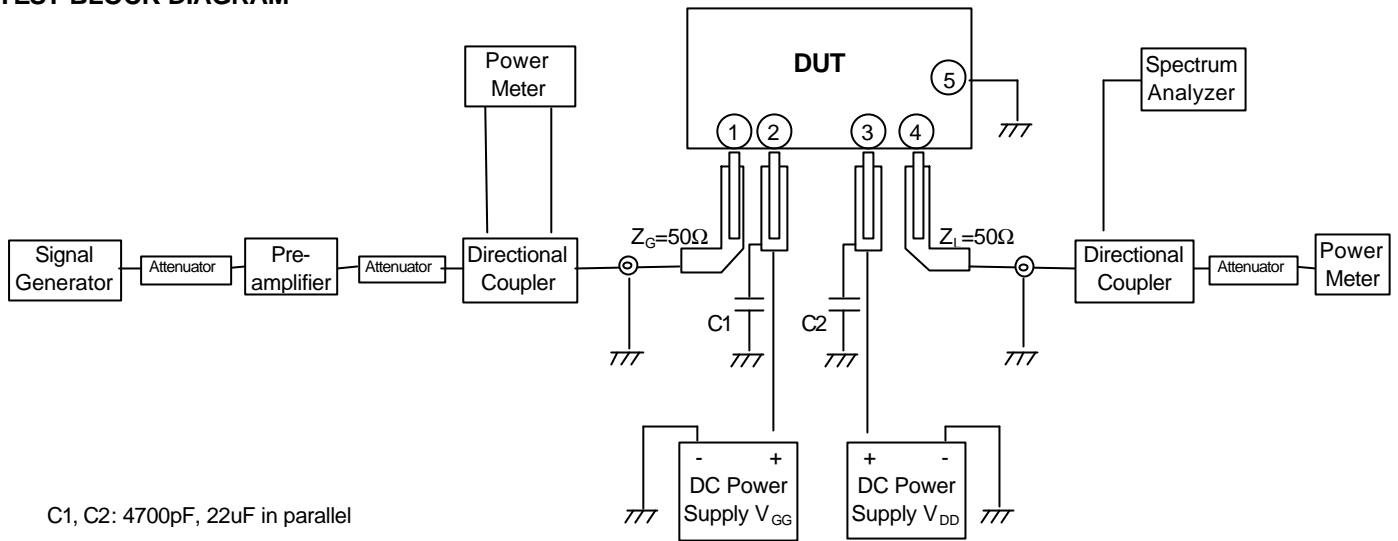 TEST BLOCK DIAGRAM
DUT
Power
Meter
5
Spectrum
Analyzer
1
2
3
4
Z_G=50Ω
Z_L=50Ω
Signal
Generator
Attenuator
Pre-
amplifier
Attenuator
Directional
Coupler
Directional
Coupler
Attenuator
Power
Meter
C1
C2
- +
DC Power
Supply V_GG
+ -
DC Power
Supply V_DD
C1, C2: 4700pF, 22uF in parallel